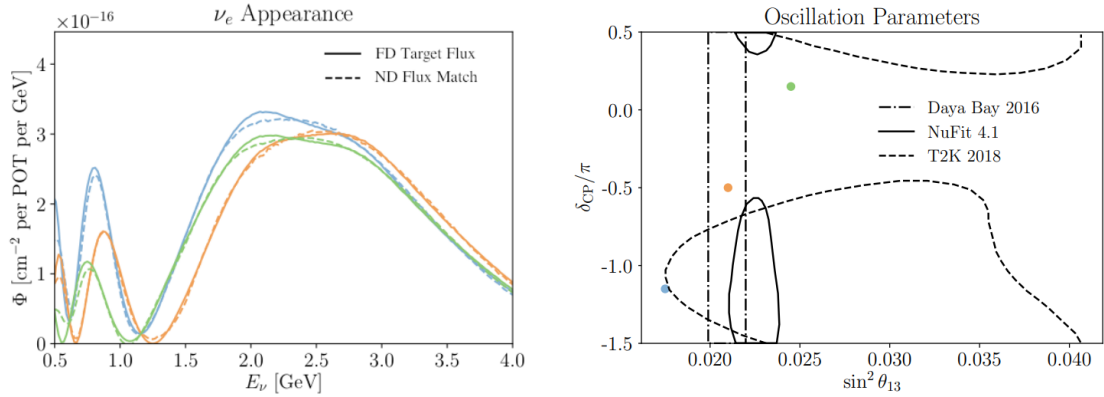 ×10⁻¹⁶
νₑ Appearance
FD Target Flux
ND Flux Match
Φ [cm⁻² per POT per GeV]
4
3
2
1
0
0.5 1.0 1.5 2.0 2.5 3.0 3.5 4.0
E_ν [GeV]
Oscillation Parameters
Daya Bay 2016
NuFit 4.1
T2K 2018
δ_CP/π
0.5
0.0
-0.5
-1.0
-1.5
0.020 0.025 0.030 0.035 0.040
sin² θ₁₃